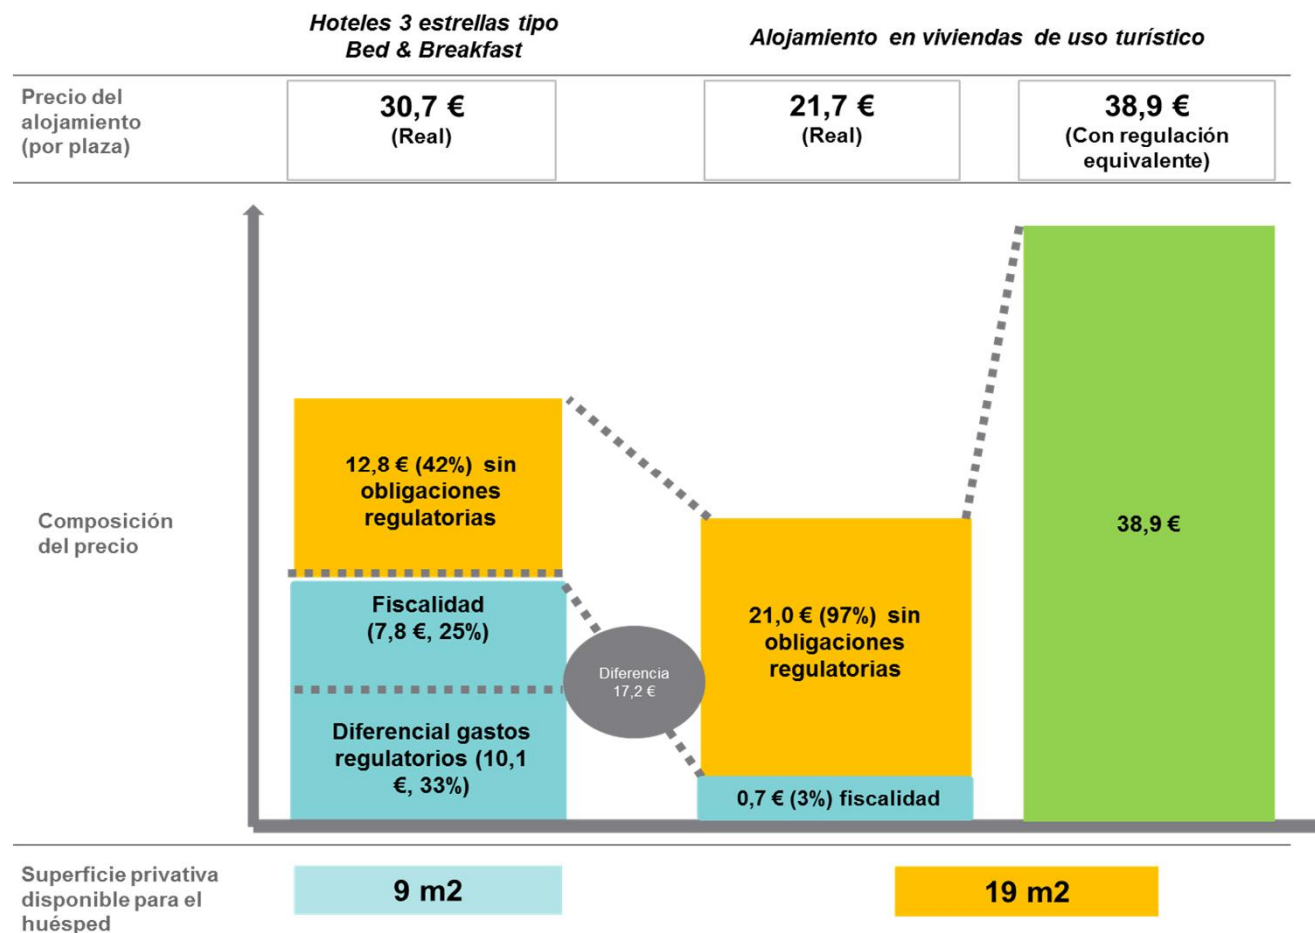 Hoteles 3 estrellas tipo
Bed & Breakfast
Alojamiento en viviendas de uso turístico
Precio del
alojamiento
(por plaza)
30,7 €
(Real)
21,7 €
(Real)
38,9 €
(Con regulación
equivalente)
Composición
del precio
12,8 € (42%) sin
obligaciones
regulatorias
Fiscalidad
(7,8 €, 25%)
Diferencial gastos
regulatorios (10,1
€, 33%)
Diferencia
17,2 €
21,0 € (97%) sin
obligaciones
regulatorias
0,7 € (3%) fiscalidad
38,9 €
Superficie privativa
disponible para el
huésped
9 m2
19 m2